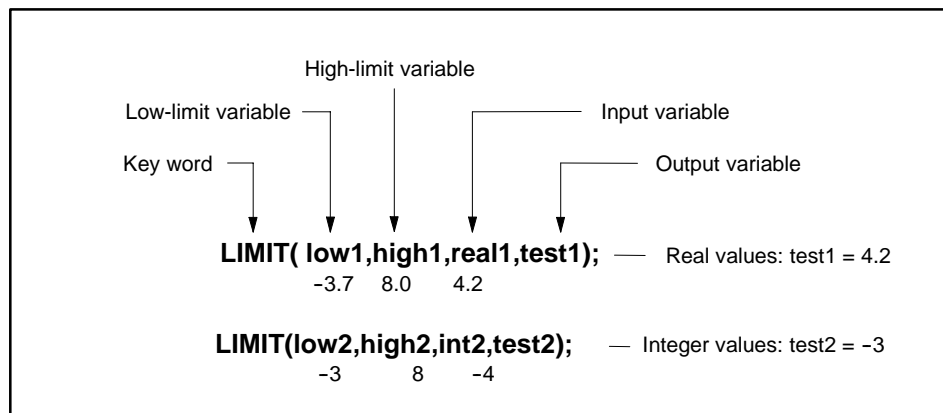 High-limit variable
Low-limit variable Input variable
Key word Output variable
LIMIT( low1,high1,real1,test1); Real values: test1 = 4.2
−3.7 8.0 4.2
LIMIT(low2,high2,int2,test2); Integer values: test2 = −3
−3 8 −4